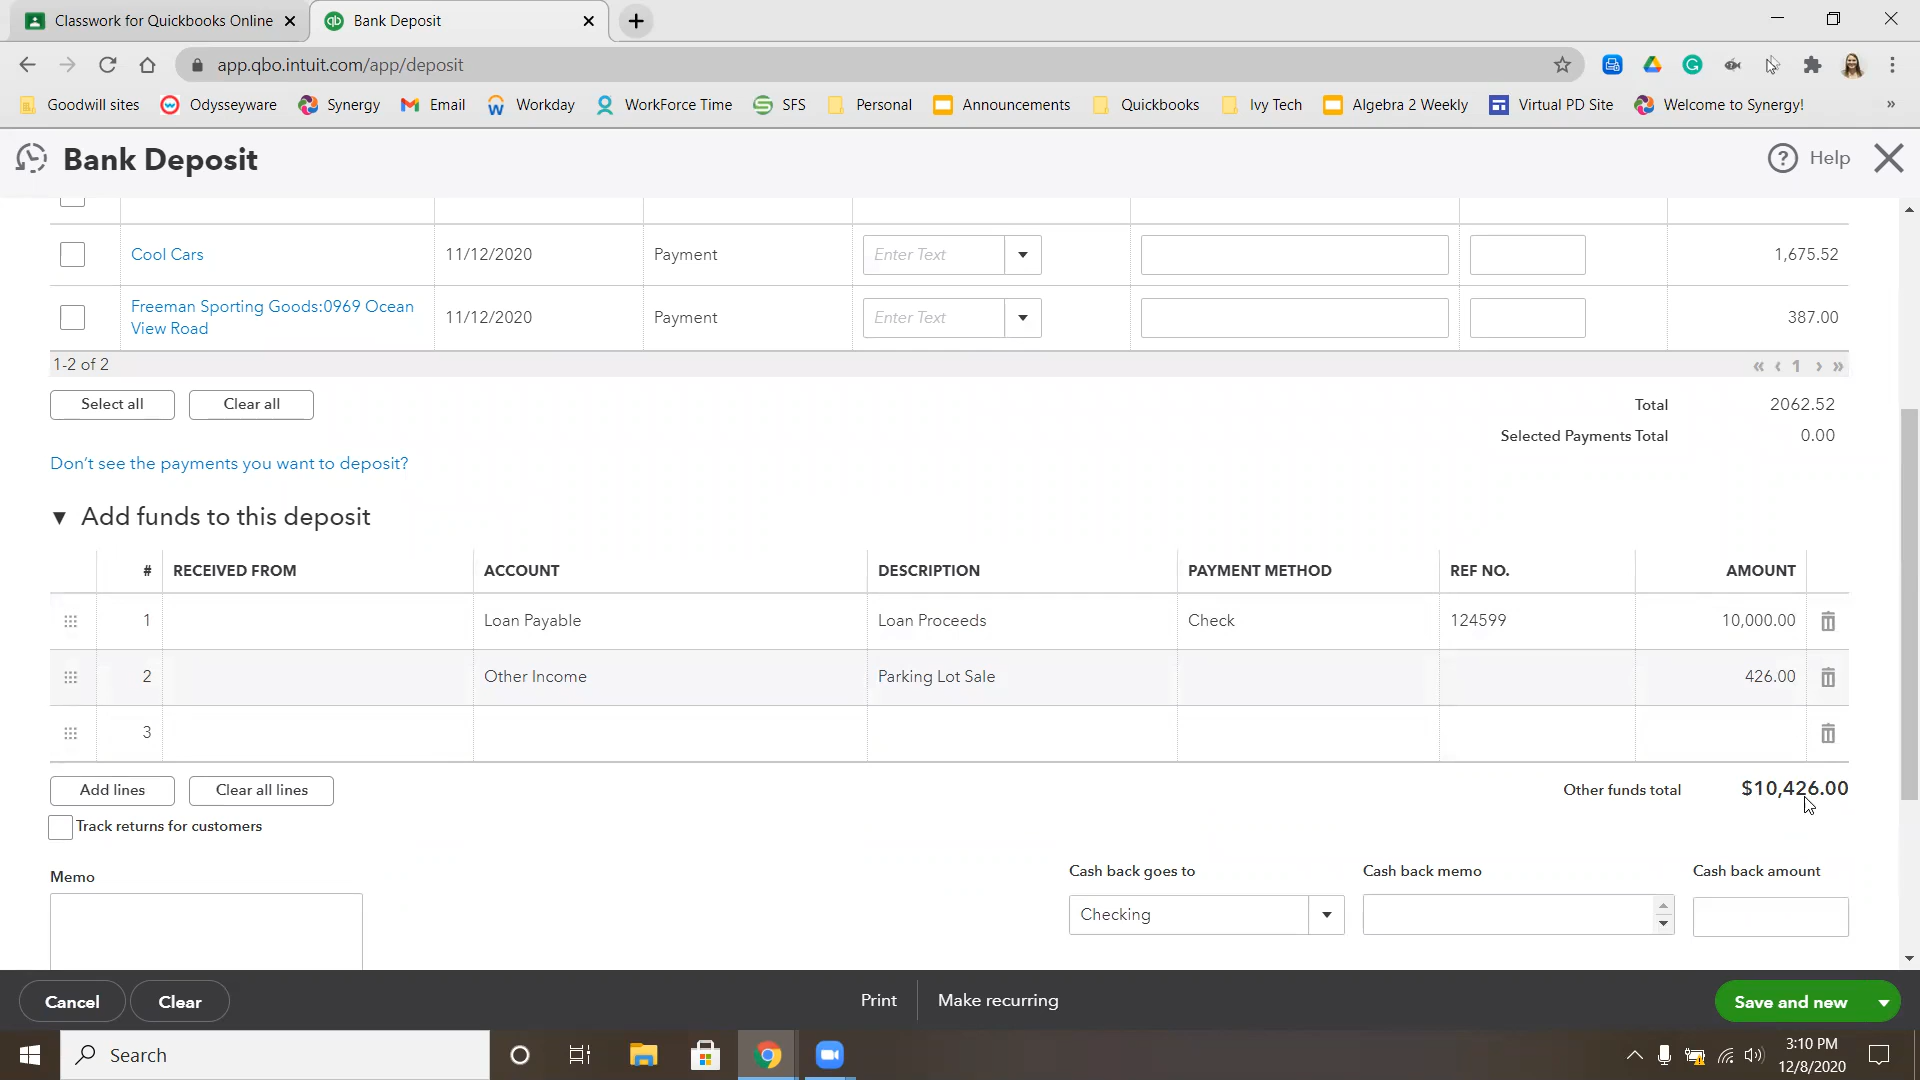 Classwork for Quickbooks Online
Bank Deposit
app.qbo.intuit.com/app/deposit
Goodwill sites Odysseyware Synergy Email Workday WorkForce Time SFS Personal Announcements Quickbooks Ivy Tech Algebra 2 Weekly Virtual PD Site Welcome to Synergy! »
Bank Deposit
? Help
Cool Cars 11/12/2020 Payment Enter Text 1,675.52
Freeman Sporting Goods:0969 Ocean
View Road 11/12/2020 Payment Enter Text 387.00
1-2 of 2 « ‹ 1 › »
Select all Clear all Total 2062.52
Selected Payments Total 0.00
Don't see the payments you want to deposit?
Add funds to this deposit
# RECEIVED FROM ACCOUNT DESCRIPTION PAYMENT METHOD REF NO. AMOUNT
1 Loan Payable Loan Proceeds Check 124599 10,000.00
2 Other Income Parking Lot Sale 426.00
3
Add lines Clear all lines Other funds total $10,426.00
Track returns for customers
Memo Cash back goes to Cash back memo Cash back amount
Checking
Cancel Clear Print Make recurring Save and new
Search
3:10 PM
12/8/2020